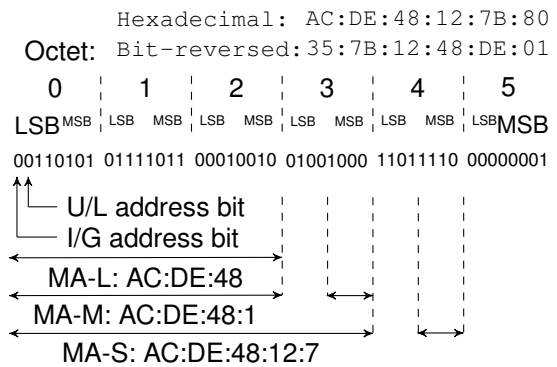 Hexadecimal: AC:DE:48:12:7B:80
Octet: Bit-reversed:35:7B:12:48:DE:01
0 1 2 3 4 5
LSB MSB LSB MSB LSB MSB LSB MSB LSB MSB LSB MSB
00110101 01111011 00010010 01001000 11011110 00000001
U/L address bit
I/G address bit
MA-L: AC:DE:48
MA-M: AC:DE:48:1
MA-S: AC:DE:48:12:7